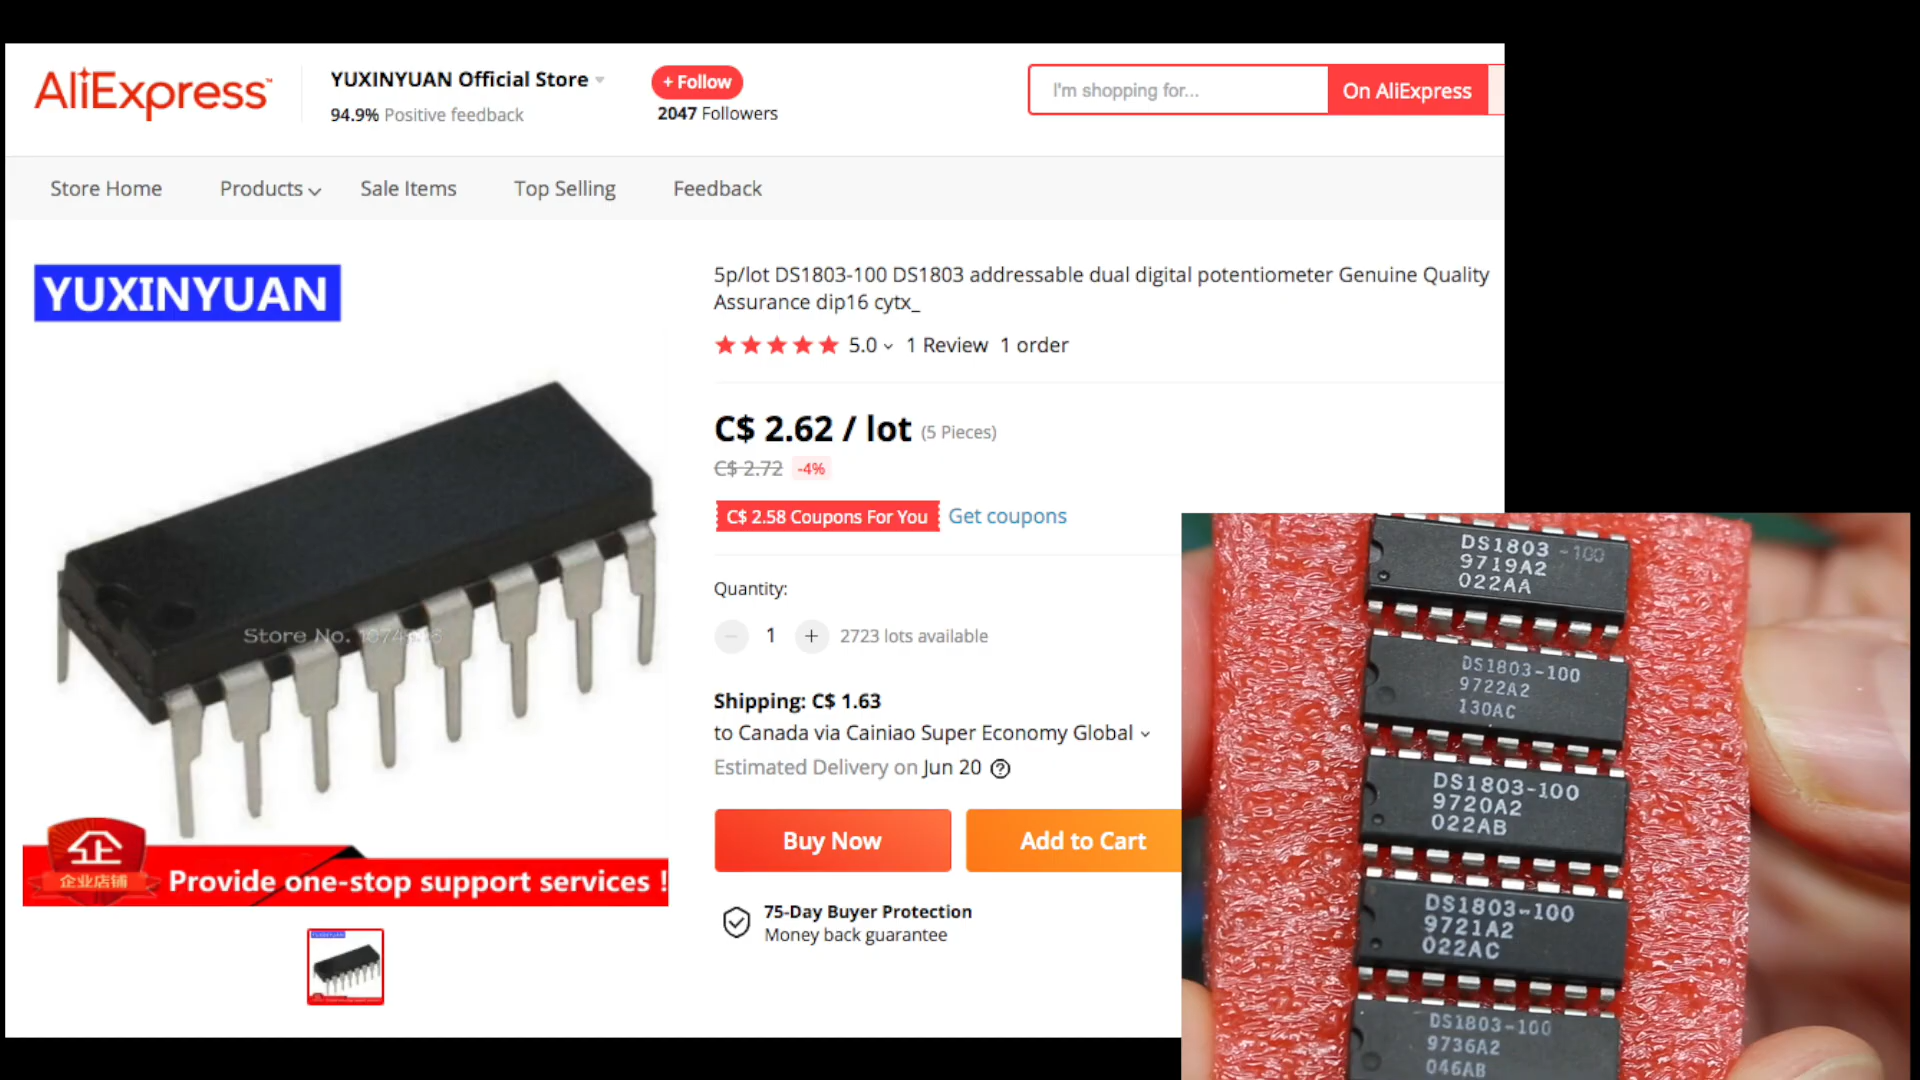 AliExpress™
YUXINYUAN Official Store
94.9% Positive feedback
+ Follow
2047 Followers
I'm shopping for...
On AliExpress
Store Home
Products
Sale Items
Top Selling
Feedback
YUXINYUAN
Store No.
企
企业店铺
Provide one-stop support services !
5p/lot DS1803-100 DS1803 addressable dual digital potentiometer Genuine Quality
Assurance dip16 cytx_
5.0
1 Review
1 order
C$ 2.62 / lot (5 Pieces)
C$ 2.72 -4%
C$ 2.58 Coupons For You
Get coupons
Quantity:
− 1 + 2723 lots available
Shipping: C$ 1.63
to Canada via Cainiao Super Economy Global
Estimated Delivery on Jun 20
Buy Now
Add to Cart
75-Day Buyer Protection
Money back guarantee
DS1803-100
9719A2
022AA
DS1803-100
9722A2
130AC
DS1803-100
9720A2
022AB
DS1803-100
9721A2
022AC
DS1803-100
9736A2
046AB